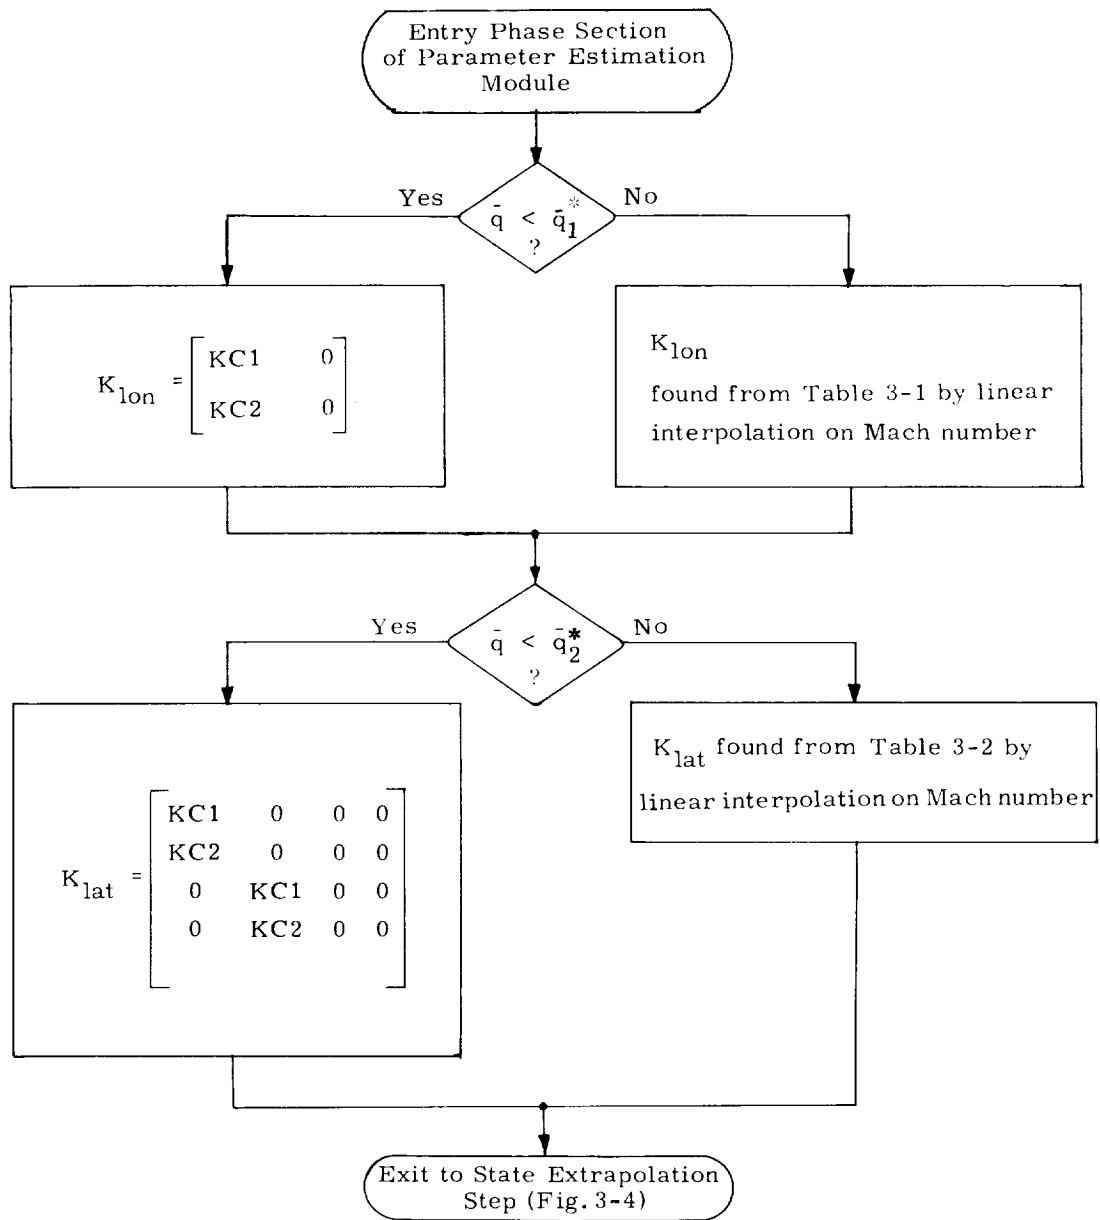 Entry Phase Section
of Parameter Estimation
Module
Yes
No
q̄ < q̄₁*
?
K_lon = [KC1 0
KC2 0]
K_lon
found from Table 3-1 by linear
interpolation on Mach number
Yes
No
q̄ < q̄₂*
?
K_lat found from Table 3-2 by
linear interpolation on Mach number
K_lat = [KC1 0 0 0
KC2 0 0 0
0 KC1 0 0
0 KC2 0 0]
Exit to State Extrapolation
Step (Fig. 3-4)